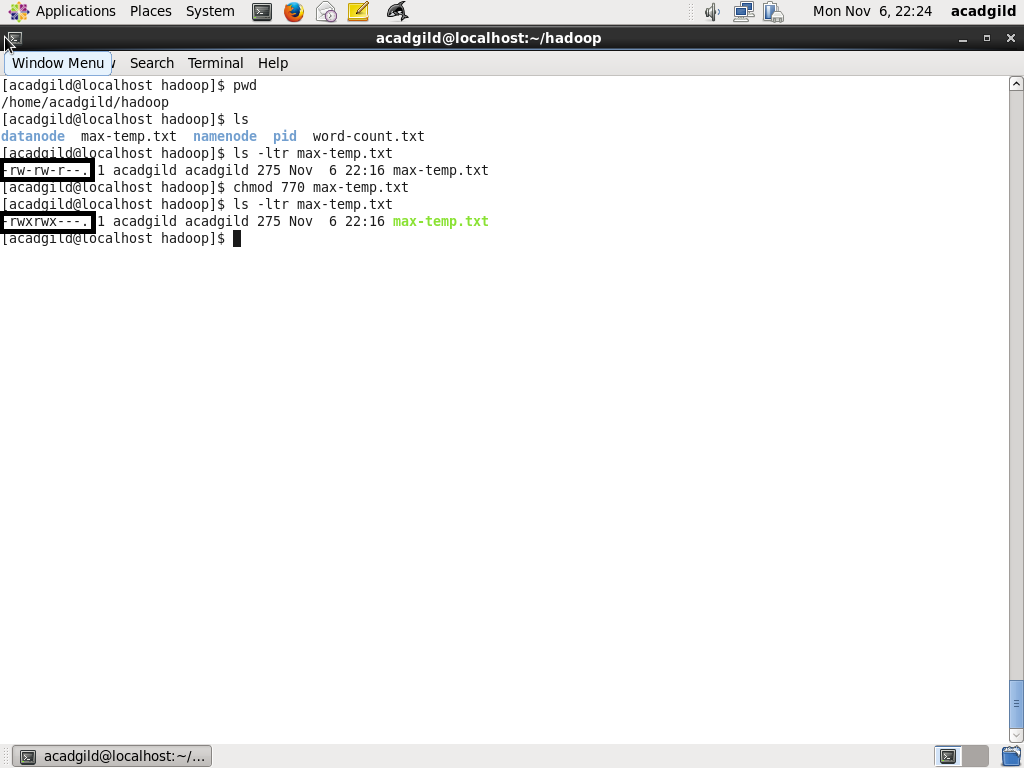 Applications Places System Mon Nov 6, 22:24 acadgild
acadgild@localhost:~/hadoop
Window Menu Search Terminal Help
[acadgild@localhost hadoop]$ pwd
/home/acadgild/hadoop
[acadgild@localhost hadoop]$ ls
datanode  max-temp.txt  namenode  pid  word-count.txt
[acadgild@localhost hadoop]$ ls -ltr max-temp.txt
-rw-rw-r--. 1 acadgild acadgild 275 Nov  6 22:16 max-temp.txt
[acadgild@localhost hadoop]$ chmod 770 max-temp.txt
[acadgild@localhost hadoop]$ ls -ltr max-temp.txt
-rwxrwx---. 1 acadgild acadgild 275 Nov  6 22:16 max-temp.txt
[acadgild@localhost hadoop]$
acadgild@localhost:~/...